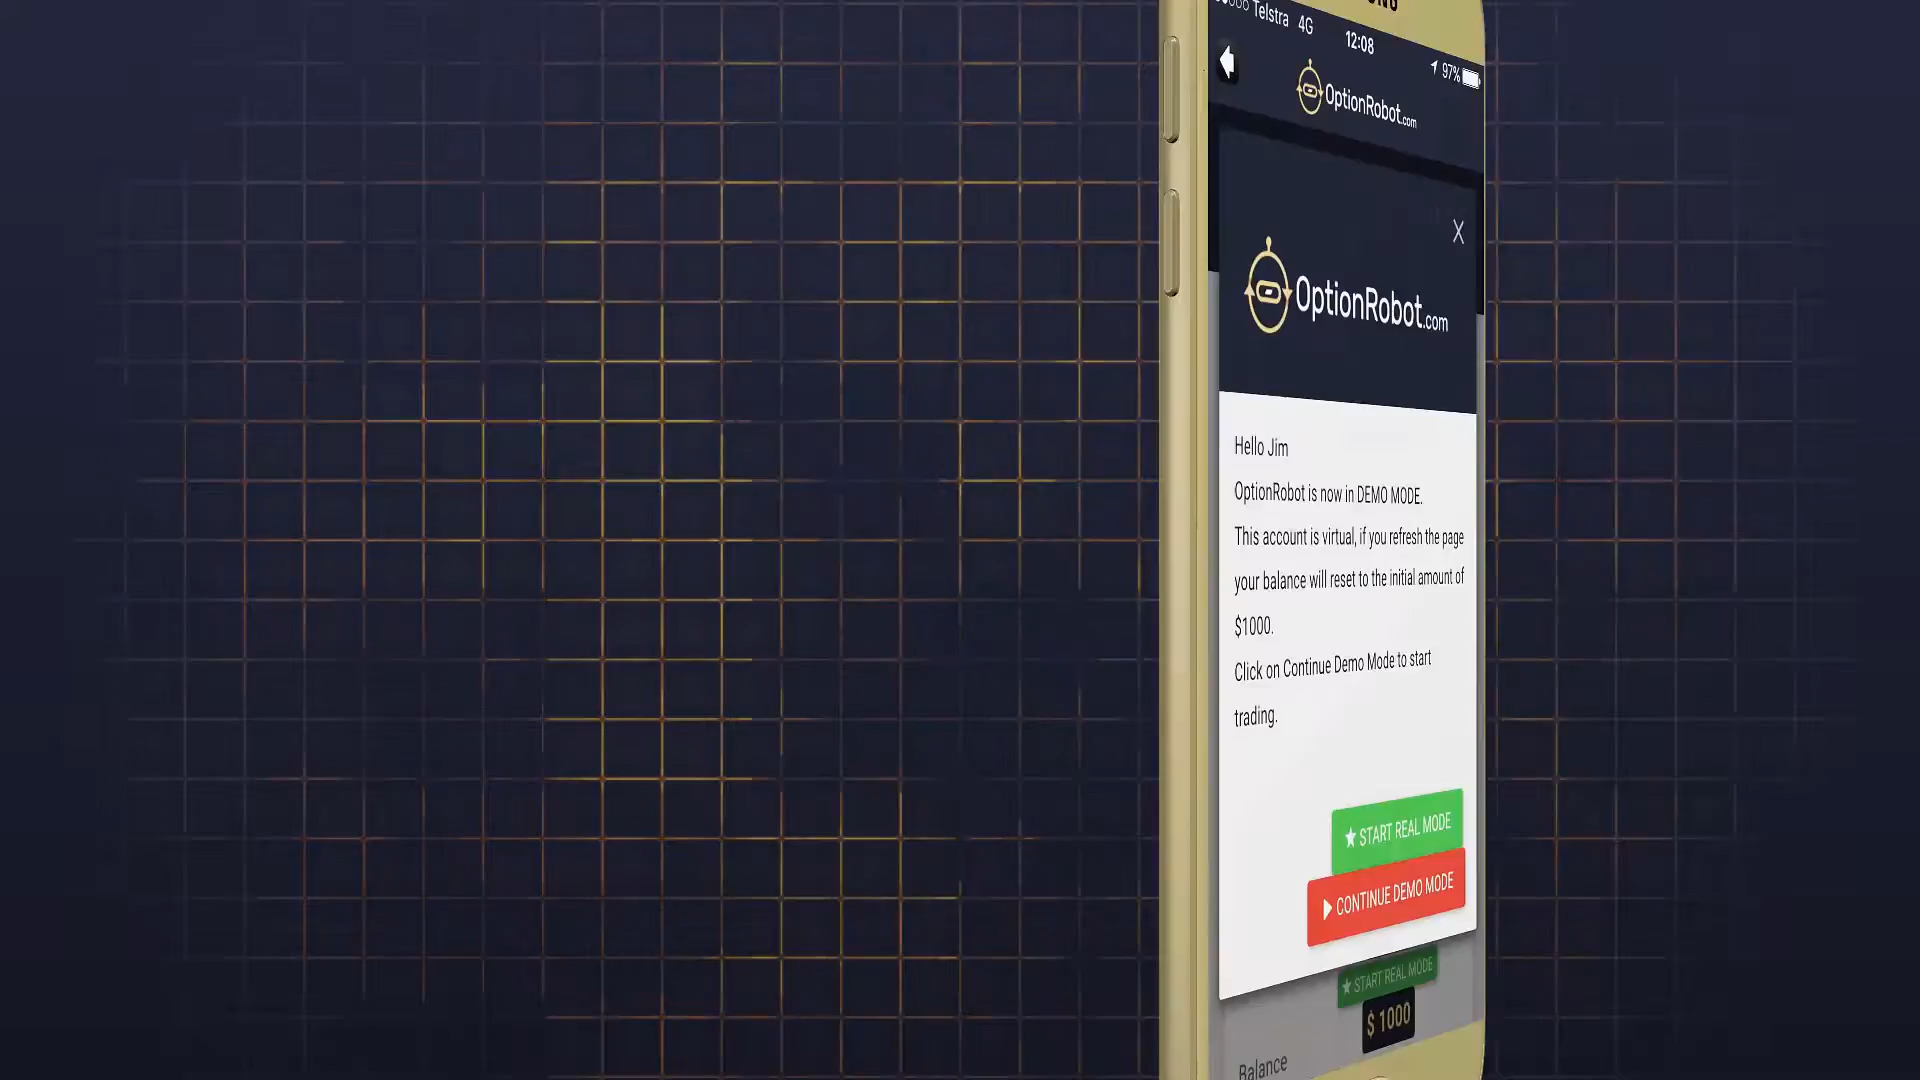 Telstra 4G 12:08 97%
OptionRobot.com
X
OptionRobot.com
Hello Jim
OptionRobot is now in DEMO MODE.
This account is virtual, if you refresh the page
your balance will reset to the initial amount of
$1000.
Click on Continue Demo Mode to start
trading.
START REAL MODE
CONTINUE DEMO MODE
START REAL MODE
$ 1000
Balance